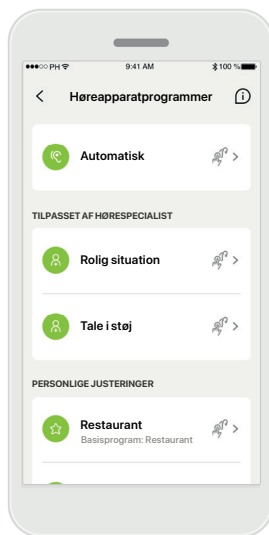 PH 9:41 AM 100 %
Høreapparatprogrammer
Automatisk
TILPASSET AF HØRESPECIALIST
Rolig situation
Tale i støj
PERSONLIGE JUSTERINGER
Restaurant
Basisprogram: Restaurant